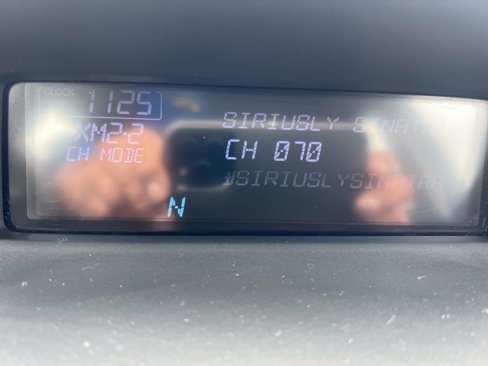 CLOCK 1125
SIRIUSLY SINATRA
XM2-2
CH 070
CH MODE
#SIRIUSLYSINATRA
N